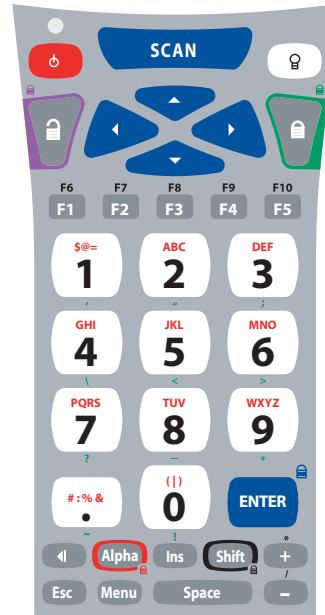 SCAN
F6 F7 F8 F9 F10
F1 F2 F3 F4 F5
$@= ABC DEF
1 2 3
, " ;
GHI JKL MNO
4 5 6
\ < >
PQRS TUV WXYZ
7 8 9
? – *
#:%& (|)
. 0 ENTER
~ ! *
Alpha Ins Shift +
/
Esc Menu Space –